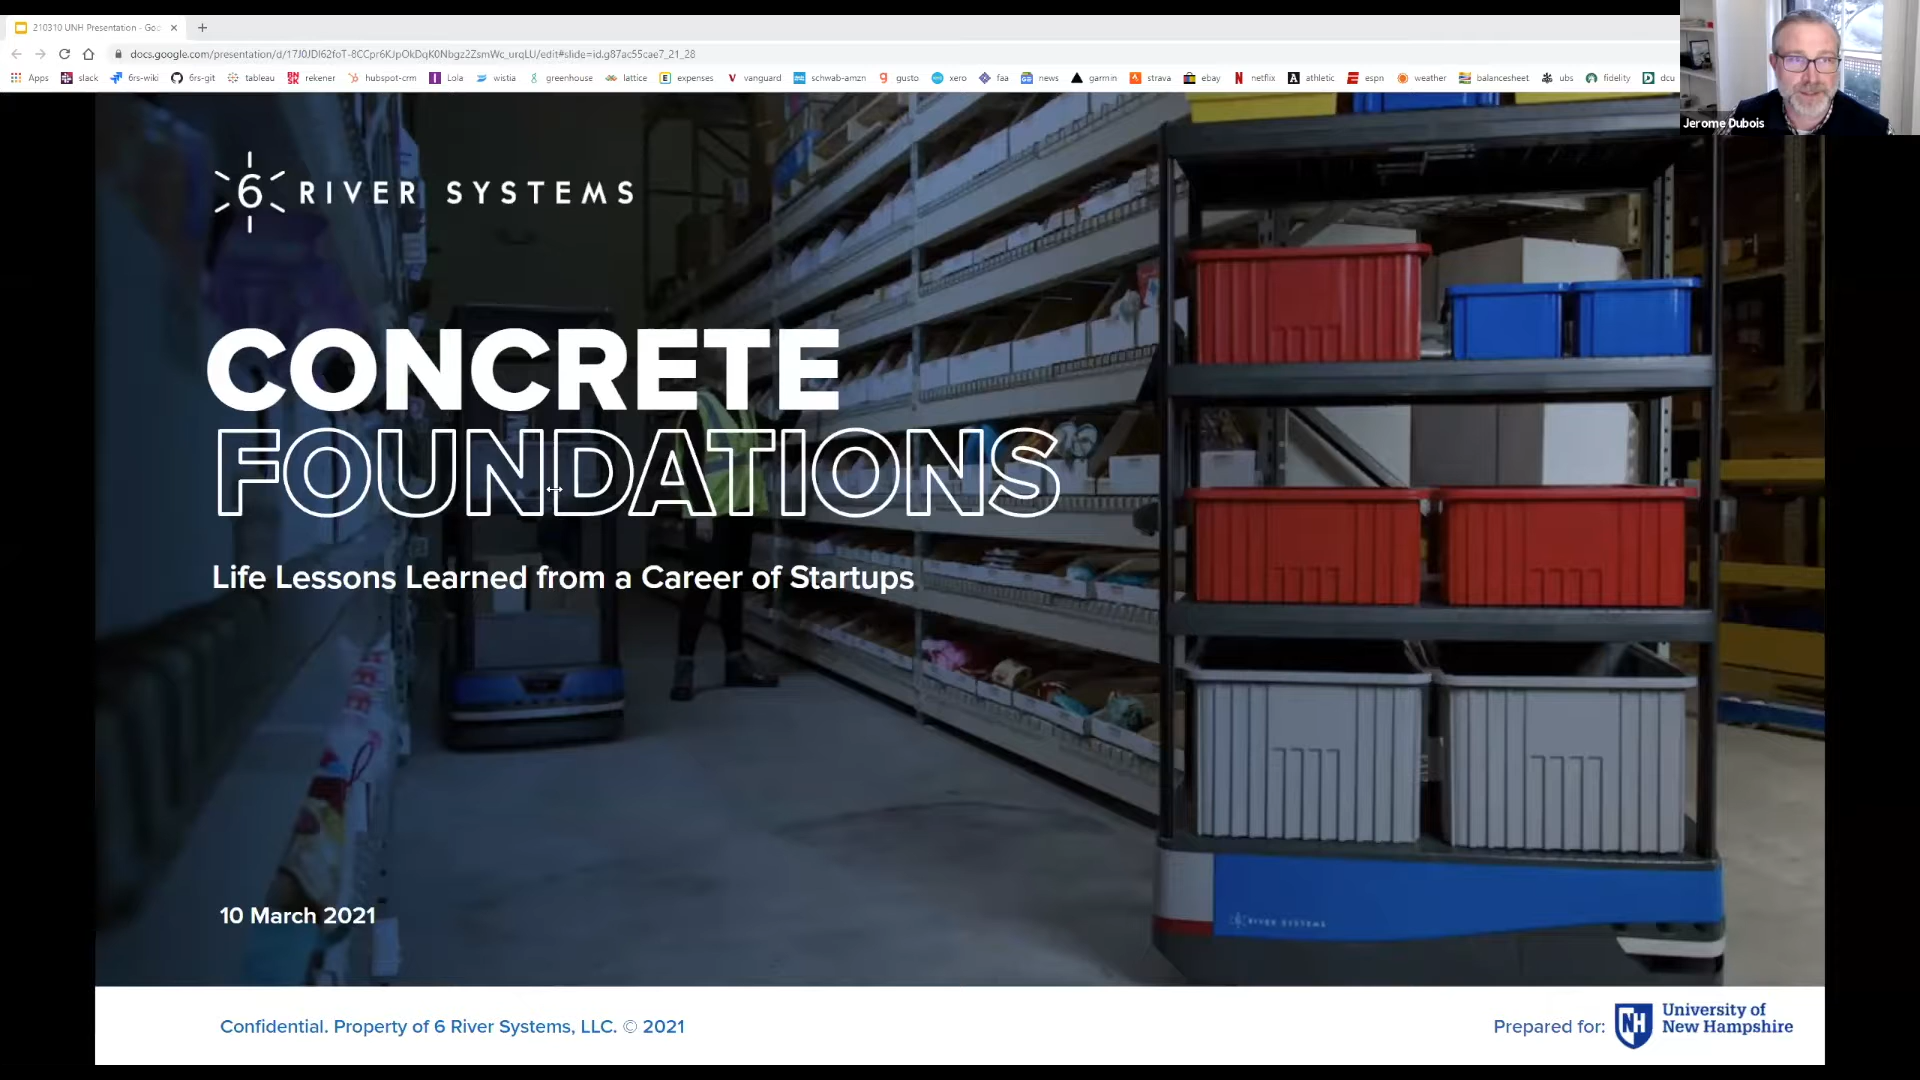 210310 UNH Presentation - Goo
docs.google.com/presentation/d/17J0JDI62foT-8CCpr6KJpOkDqK0Nbgz2ZsmWc_urqLU/edit#slide=id.g87ac55cae7_21_28
Apps slack 6rs-wiki 6rs-git tableau rekener hubspot-crm Lola wistia greenhouse lattice expenses vanguard schwab-amzn gusto xero faa news garmin strava ebay netflix athletic espn weather balancesheet ubs fidelity dcu
Jerome Dubois
6 RIVER SYSTEMS
CONCRETE
FOUNDATIONS
Life Lessons Learned from a Career of Startups
10 March 2021
RIVER SYSTEMS
Confidential. Property of 6 River Systems, LLC. © 2021
Prepared for:
NH
University of
New Hampshire